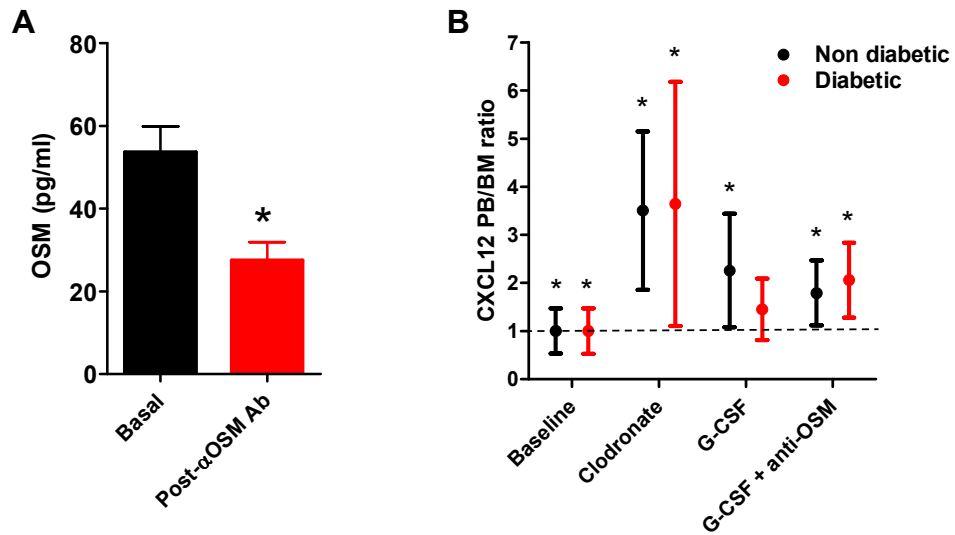 A
OSM (pg/ml)
80
60
40
20
0
*
Basal
Post-αOSM Ab
B
CXCL12 PB/BM ratio
7
6
5
4
3
2
1
0
Non diabetic
Diabetic
* *
* *
*
* *
Baseline
Clodronate
G-CSF
G-CSF + anti-OSM